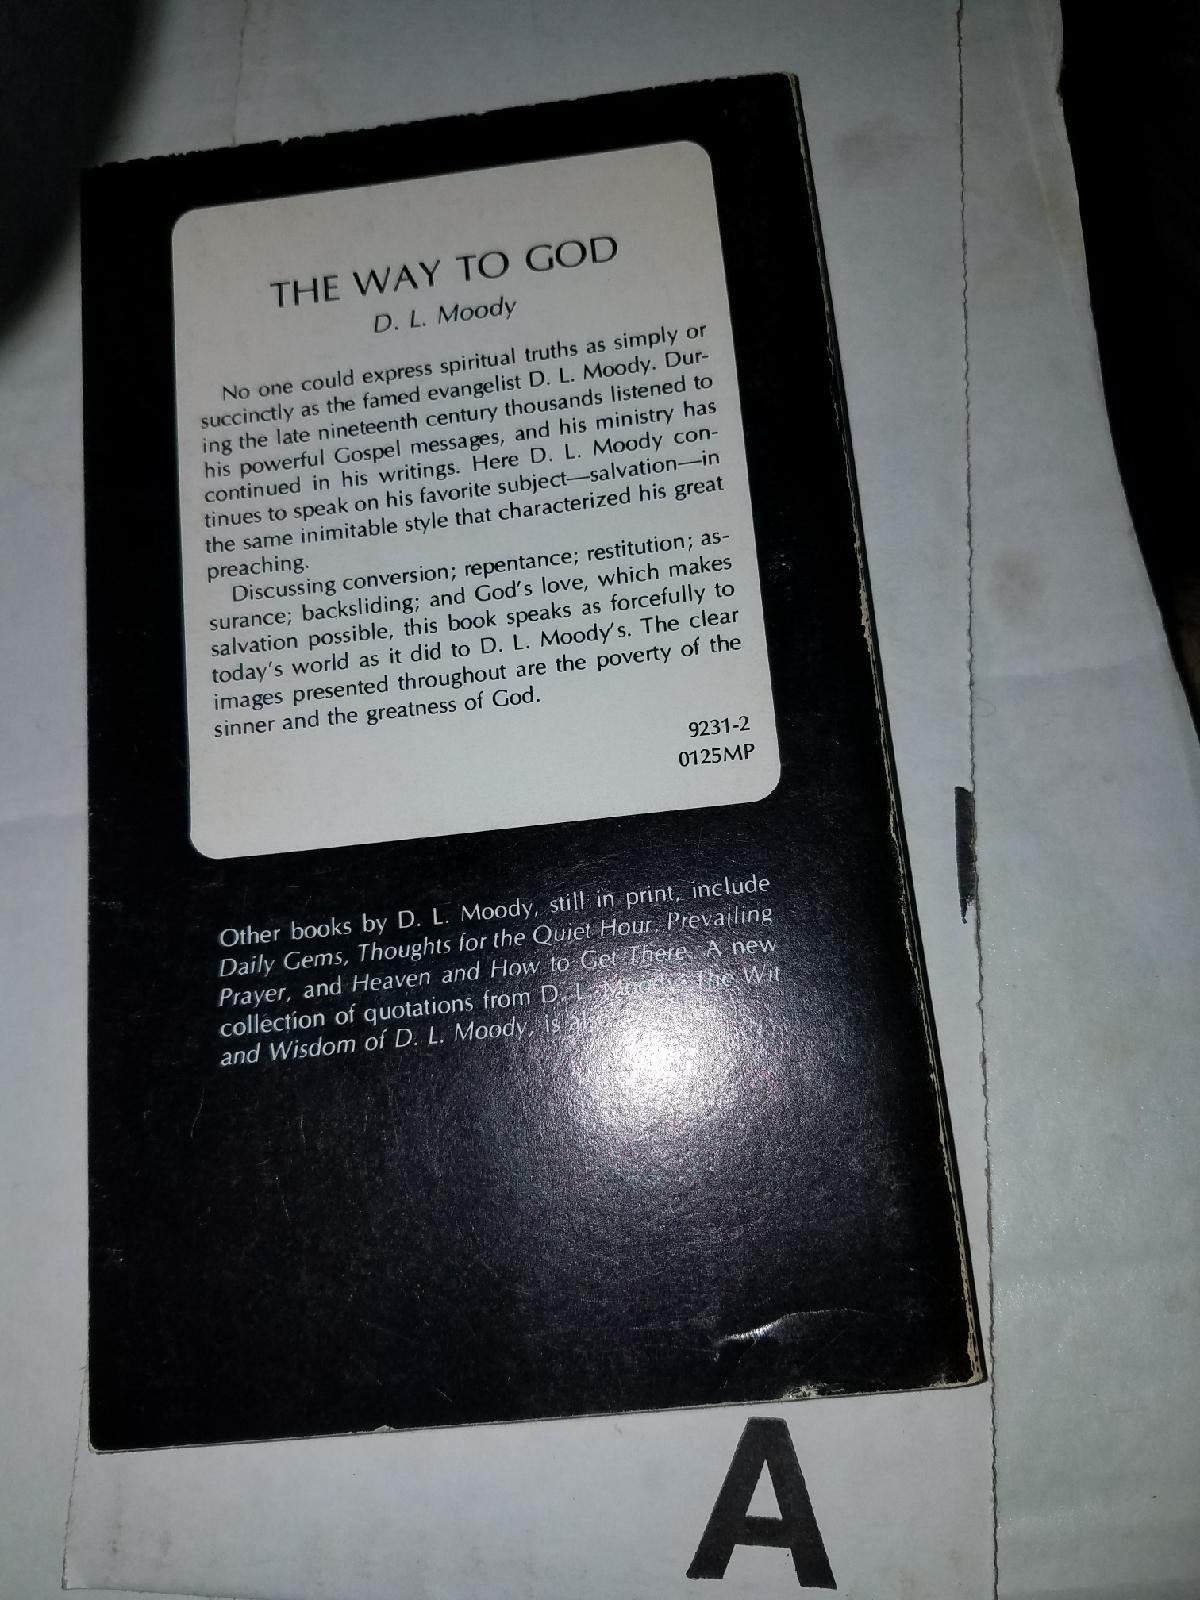 THE WAY TO GOD
D. L. Moody
No one could express spiritual truths as simply or
succinctly as the famed evangelist D. L. Moody. Dur-
ing the late nineteenth century thousands listened to
his powerful Gospel messages, and his ministry has
continued in his writings. Here D. L. Moody con-
tinues to speak on his favorite subject—salvation—in
the same inimitable style that characterized his great
preaching.
Discussing conversion; repentance; restitution; as-
surance; backsliding; and God's love, which makes
salvation possible, this book speaks as forcefully to
today's world as it did to D. L. Moody's. The clear
images presented throughout are the poverty of the
sinner and the greatness of God.
9231-2
0125MP
Other books by D. L. Moody, still in print, include
Daily Gems, Thoughts for the Quiet Hour, Prevailing
Prayer, and Heaven and How to Get There. A new
collection of quotations from D. L. Moody, The Wit
and Wisdom of D. L. Moody, is
A